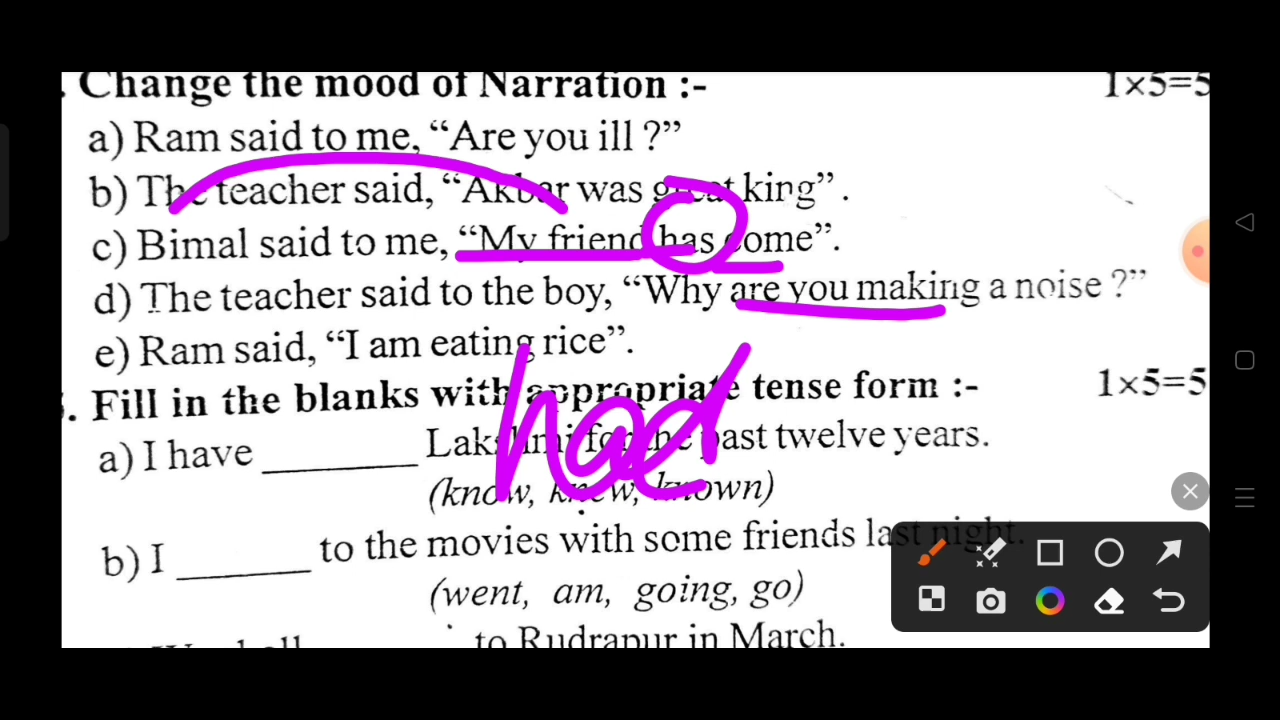 . Change the mood of Narration :- 1×5=5
a) Ram said to me, “Are you ill ?”
b) The teacher said, “Akbar was great king”.
c) Bimal said to me, “My friend has come”.
d) The teacher said to the boy, “Why are you making a noise ?”
e) Ram said, “I am eating rice”.
had
. Fill in the blanks with appropriate tense form :- 1×5=5
a) I have ________ Lakshmi for the past twelve years.
(know, knew, known)
b) I ________ to the movies with some friends last night.
(went, am, going, go)
to Rudrapur in March.